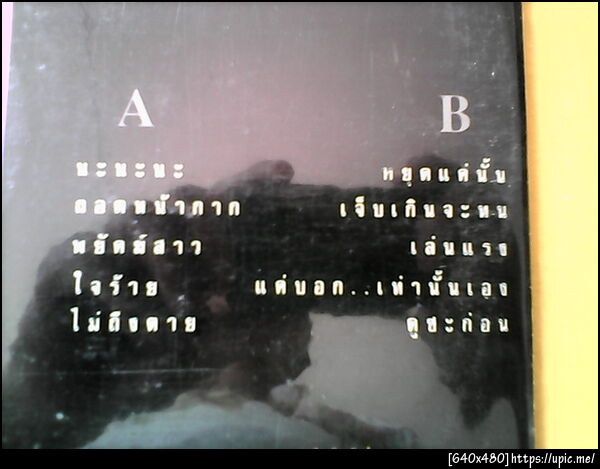 A B
นะนะนะ หยุดแค่นั้น
ถอดหน้ากาก เจ็บเกินจะทน
พยัคฆ์สาว เล่นแรง
ใจร้าย แค่บอก..เท่านั้นเอง
ไม่ถึงตาย ดูซะก่อน
[640x480]https://upic.me/